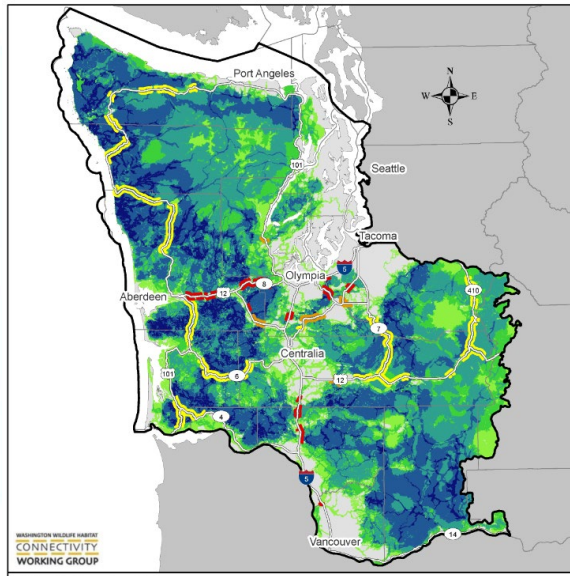 Port Angeles
N
W E
S
101
Seattle
Tacoma
5
410
8
Olympia
Aberdeen
12
7
Centralia
101
6
12
4
5
WASHINGTON WILDLIFE HABITAT
CONNECTIVITY
WORKING GROUP
Vancouver
14